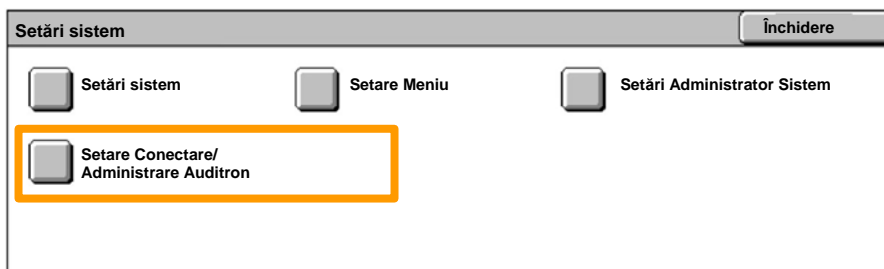 Setări sistem
Închidere
Setări sistem
Setare Meniu
Setări Administrator Sistem
Setare Conectare/
Administrare Auditron